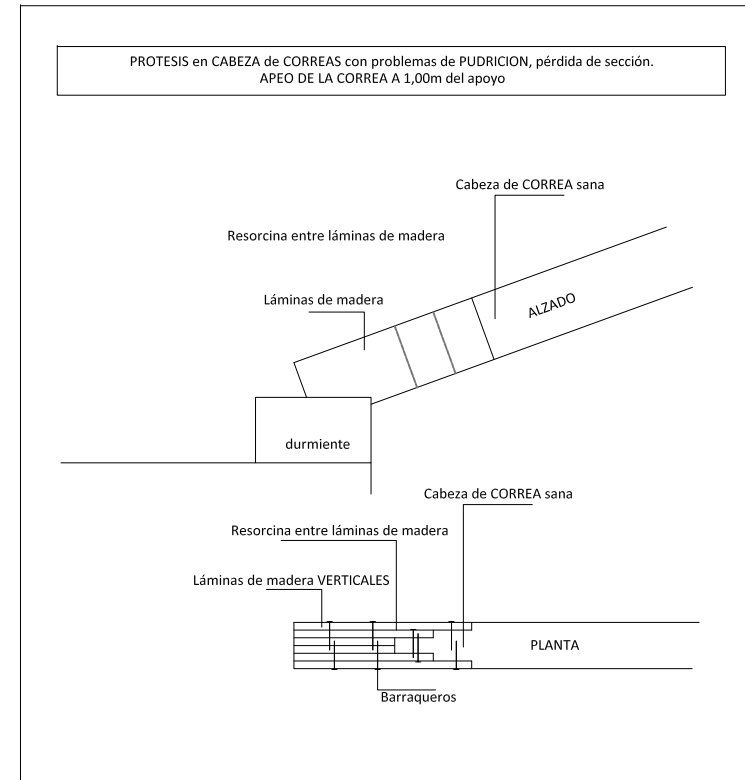 PROTESIS en CABEZA de CORREAS con problemas de PUDRICION, pérdida de sección.
APEO DE LA CORREA A 1,00m del apoyo
Cabeza de CORREA sana
Resorcina entre láminas de madera
Láminas de madera
ALZADO
durmiente
Cabeza de CORREA sana
Resorcina entre láminas de madera
Láminas de madera VERTICALES
PLANTA
Barraqueros